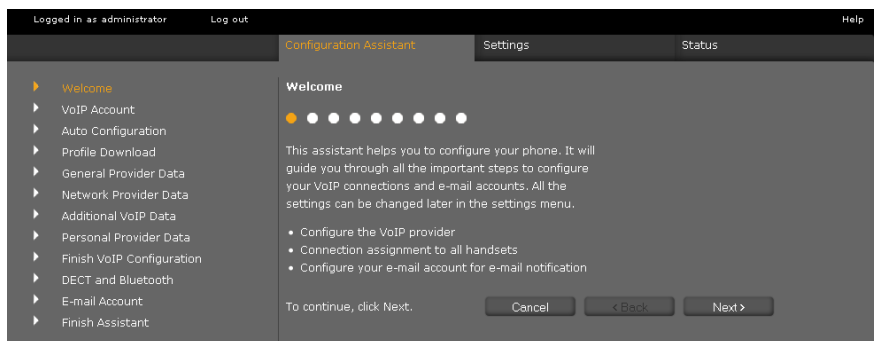 Logged in as administrator Log out Help
Configuration Assistant Settings Status
Welcome
VoIP Account
Auto Configuration
Profile Download
General Provider Data
Network Provider Data
Additional VoIP Data
Personal Provider Data
Finish VoIP Configuration
DECT and Bluetooth
E-mail Account
Finish Assistant
Welcome
This assistant helps you to configure your phone. It will
guide you through all the important steps to configure
your VoIP connections and e-mail accounts. All the
settings can be changed later in the settings menu.
• Configure the VoIP provider
• Connection assignment to all handsets
• Configure your e-mail account for e-mail notification
To continue, click Next. Cancel <Back Next>